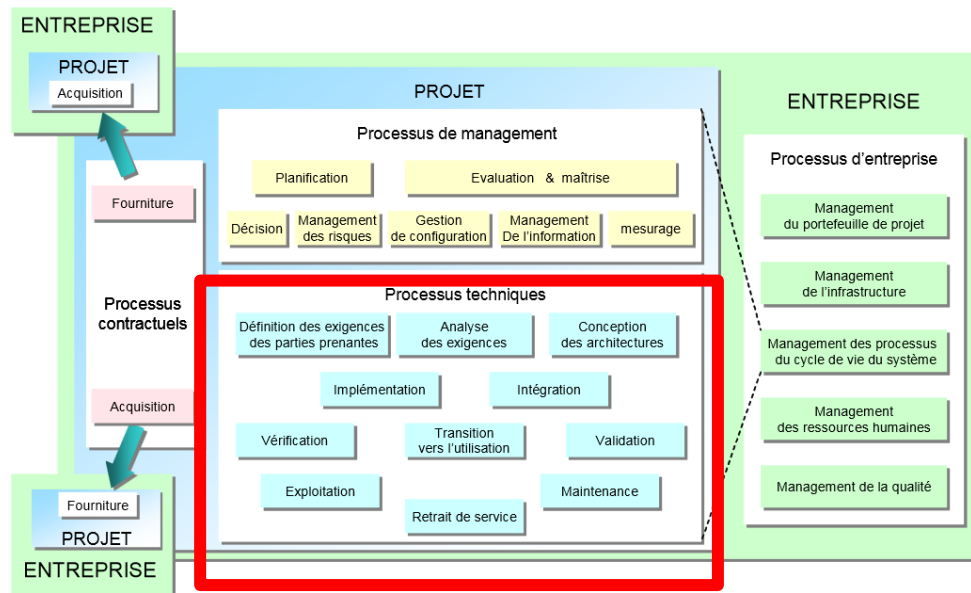 ENTREPRISE
PROJET
Acquisition
PROJET
Processus de management
Planification
Evaluation & maîtrise
Décision
Management
des risques
Gestion
de configuration
Management
De l'information
mesurage
Fourniture
Processus
contractuels
Acquisition
Processus techniques
Définition des exigences
des parties prenantes
Analyse
des exigences
Conception
des architectures
Implémentation
Intégration
Vérification
Transition
vers l'utilisation
Validation
Exploitation
Maintenance
Retrait de service
Fourniture
PROJET
ENTREPRISE
ENTREPRISE
Processus d'entreprise
Management
du portefeuille de projet
Management
de l'infrastructure
Management des processus
du cycle de vie du système
Management
des ressources humaines
Management de la qualité